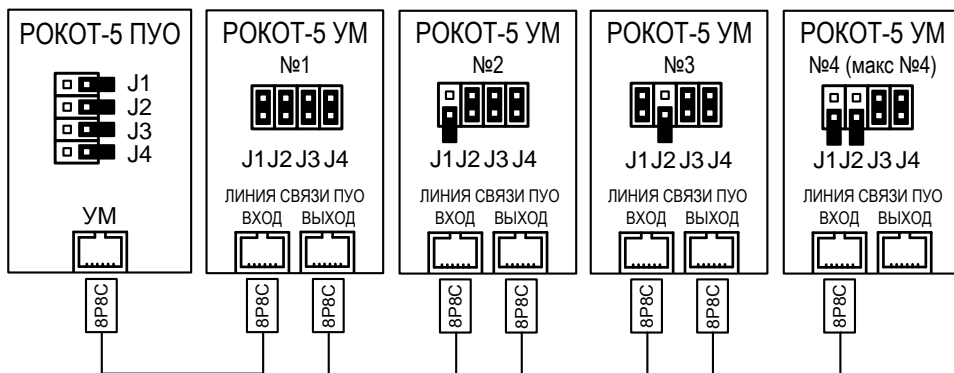 РОКОТ-5 ПУО
J1
J2
J3
J4
УМ
8P8C
РОКОТ-5 УМ
№1
J1 J2 J3 J4
ЛИНИЯ СВЯЗИ ПУО
ВХОД ВЫХОД
8P8C 8P8C
РОКОТ-5 УМ
№2
J1 J2 J3 J4
ЛИНИЯ СВЯЗИ ПУО
ВХОД ВЫХОД
8P8C 8P8C
РОКОТ-5 УМ
№3
J1 J2 J3 J4
ЛИНИЯ СВЯЗИ ПУО
ВХОД ВЫХОД
8P8C 8P8C
РОКОТ-5 УМ
№4 (макс №4)
J1 J2 J3 J4
ЛИНИЯ СВЯЗИ ПУО
ВХОД ВЫХОД
8P8C